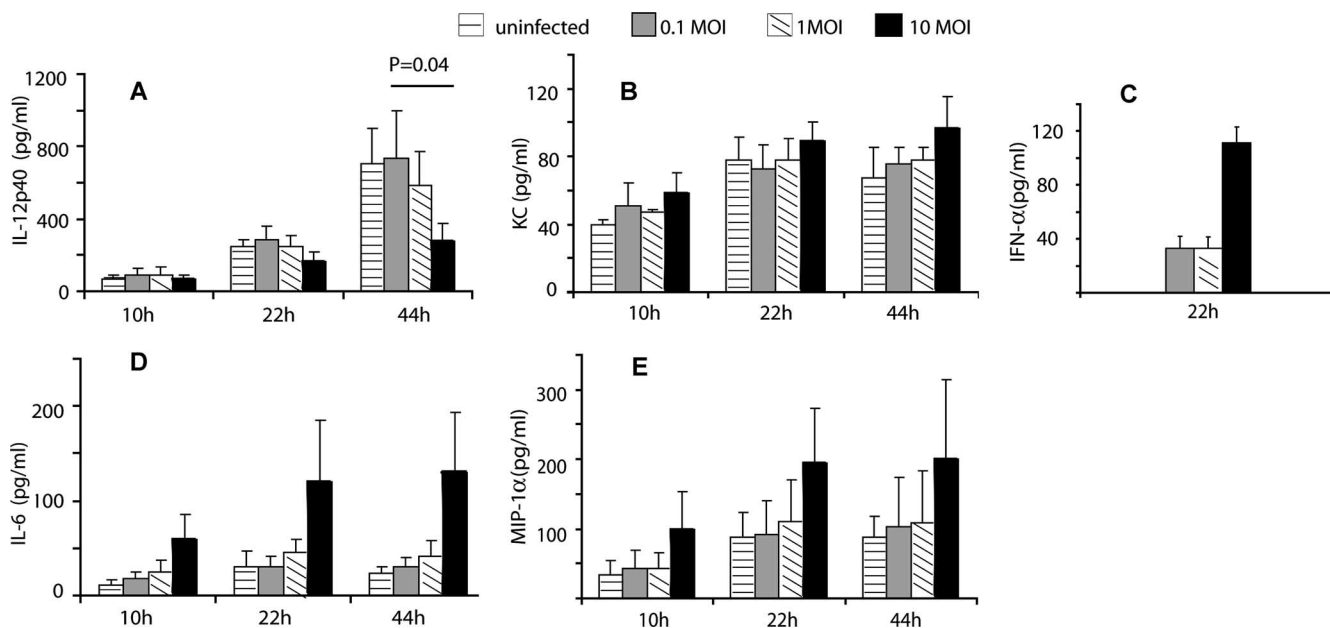 uninfected 0.1 MOI 1MOI 10 MOI
A
P=0.04
IL-12p40 (pg/ml)
1200
800
400
0
10h 22h 44h
B
KC (pg/ml)
120
80
40
0
10h 22h 44h
C
IFN-α(pg/ml)
120
80
40
22h
D
IL-6 (pg/ml)
200
100
0
10h 22h 44h
E
MIP-1α(pg/ml)
300
200
100
0
10h 22h 44h